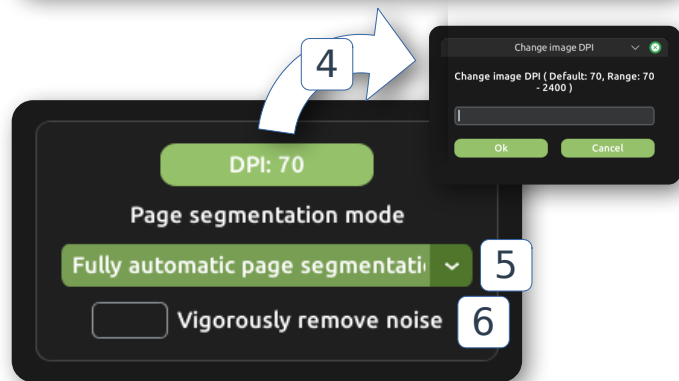 4
Change image DPI
Change image DPI ( Default: 70, Range: 70
- 2400 )
Ok Cancel
DPI: 70
Page segmentation mode
Fully automatic page segmentati
5
Vigorously remove noise
6